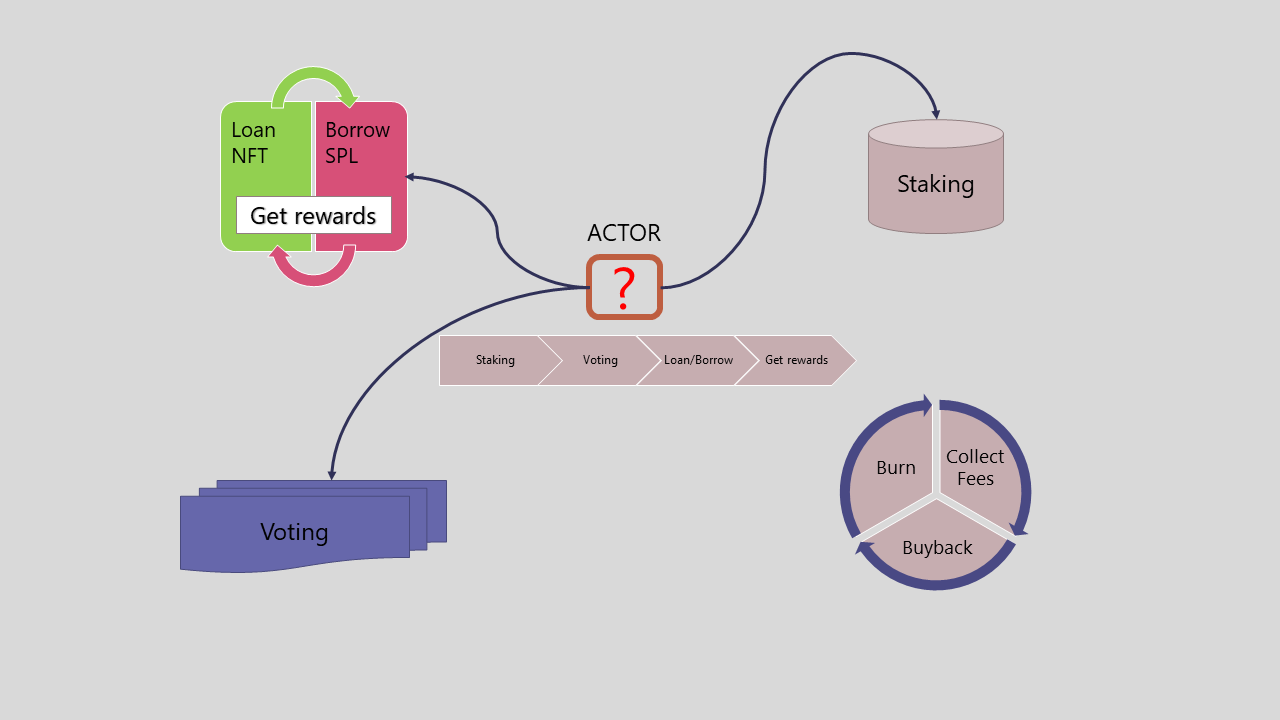 Loan
NFT
Borrow
SPL
Get rewards
Staking
ACTOR
?
Staking
Voting
Loan/Borrow
Get rewards
Burn
Collect
Fees
Buyback
Voting